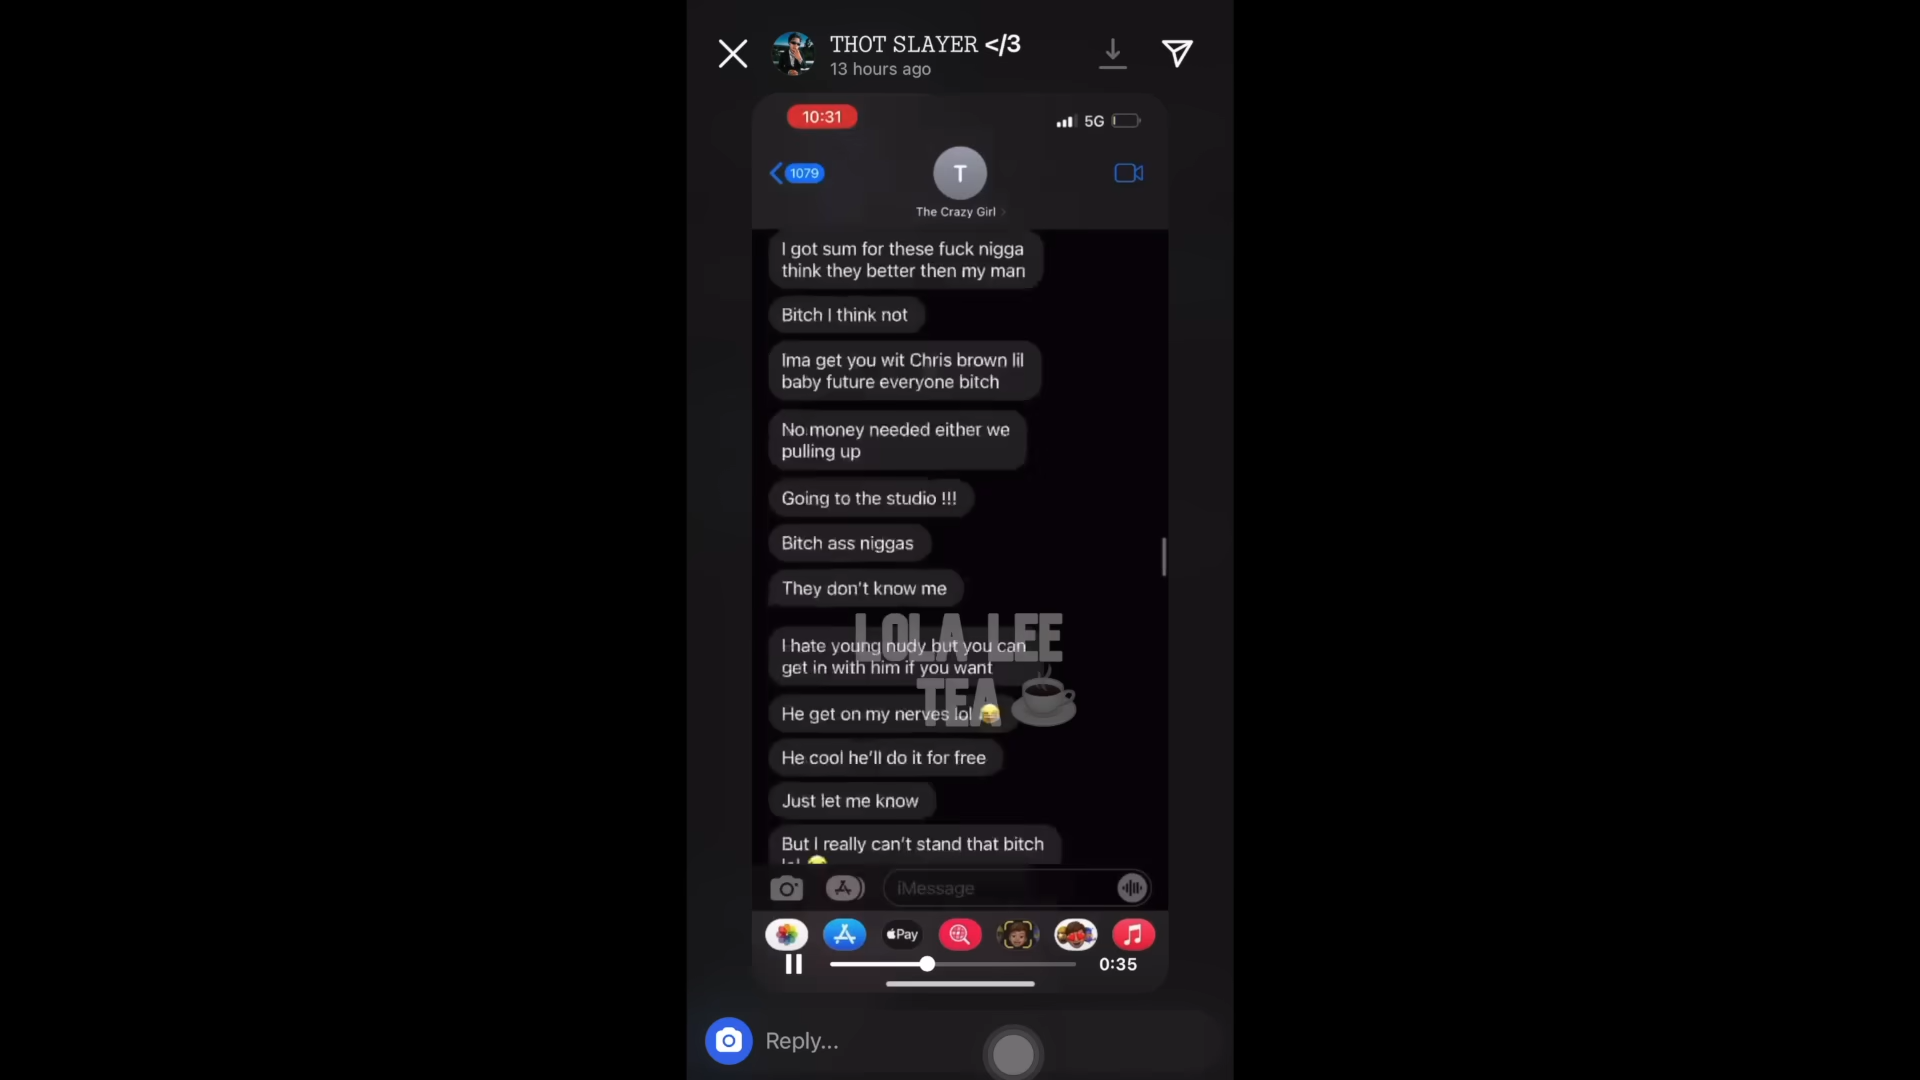 THOT SLAYER </3
13 hours ago
10:31
5G
1079
T
The Crazy Girl
I got sum for these fuck nigga
think they better then my man
Bitch I think not
Ima get you wit Chris brown lil
baby future everyone bitch
No money needed either we
pulling up
Going to the studio !!!
Bitch ass niggas
They don't know me
I hate young nudy but you can
get in with him if you want
He get on my nerves lol 😂
LOLA LEE
TEA
He cool he'll do it for free
Just let me know
But I really can't stand that bitch
iMessage
Pay
0:35
Reply...